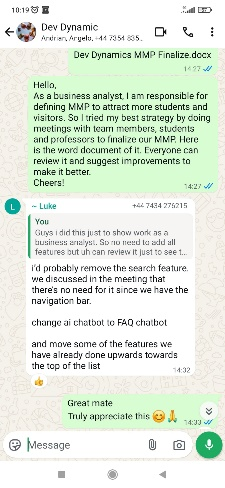 10:19
Dev Dynamic
Andrian, Angelo, +44 7354 835...
Dev Dynamics MMP Finalize.docx
14:27
Hello,
As a business analyst, I am responsible for
defining MMP to attract more students and
visitors. So I tried my best strategy by doing
meetings with team members, students
and professors to finalize our MMP. Here
is the word document of it. Everyone can
review it and suggest improvements to
make it better.
Cheers!
14:27
L
~ Luke +44 7434 276215
You
Guys i did this just to show work as a
business analyst. So no need to add all
features but uh can review it just to see t...
i'd probably remove the search feature.
we discussed in the meeting that
there's no need for it since we have the
navigation bar.
change ai chatbot to FAQ chatbot
and move some of the features we
have already done upwards towards
the top of the list
14:32
👍
Great mate
Truly appreciate this 😊🙏
14:33
Message